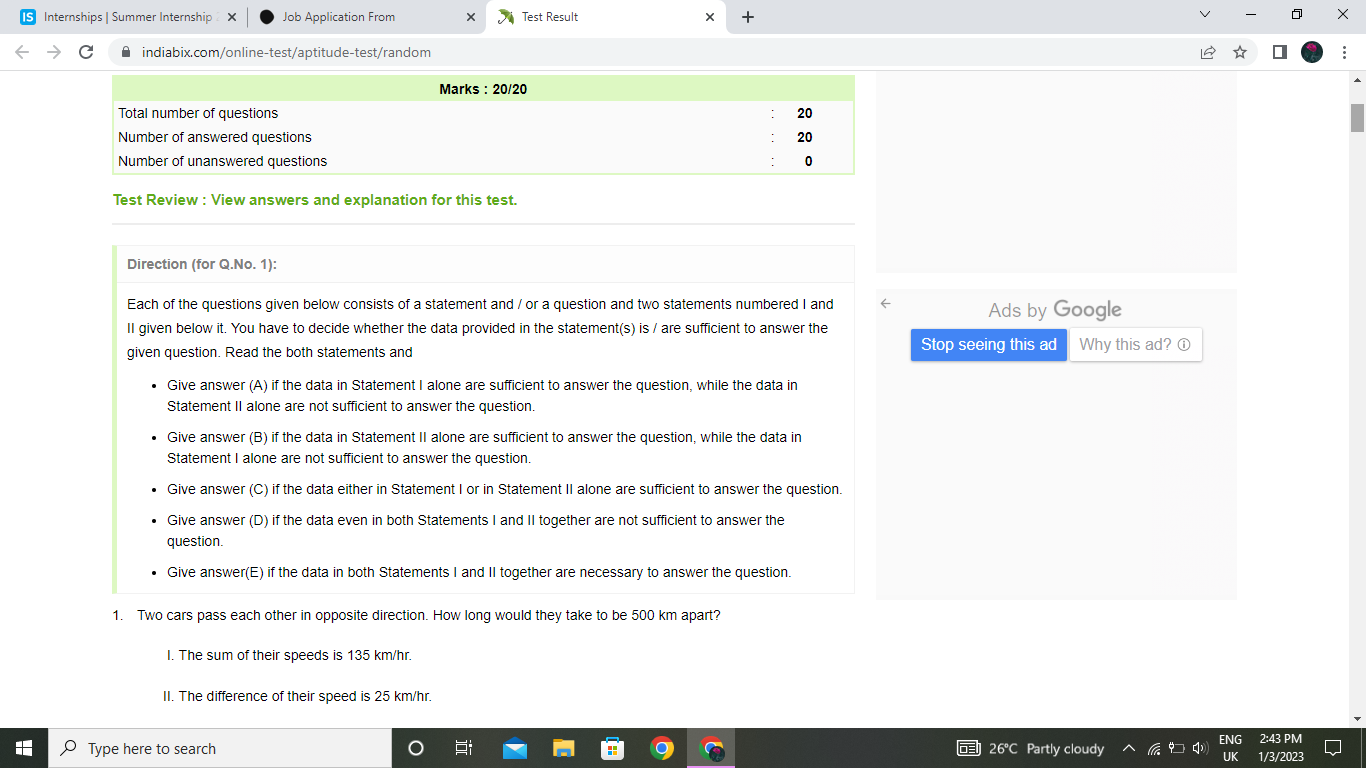 IS Internships | Summer Internship
Job Application From
Test Result
indiabix.com/online-test/aptitude-test/random
Marks : 20/20
Total number of questions : 20
Number of answered questions : 20
Number of unanswered questions : 0
Test Review : View answers and explanation for this test.
Direction (for Q.No. 1):
Each of the questions given below consists of a statement and / or a question and two statements numbered I and
II given below it. You have to decide whether the data provided in the statement(s) is / are sufficient to answer the
given question. Read the both statements and
• Give answer (A) if the data in Statement I alone are sufficient to answer the question, while the data in
Statement II alone are not sufficient to answer the question.
• Give answer (B) if the data in Statement II alone are sufficient to answer the question, while the data in
Statement I alone are not sufficient to answer the question.
• Give answer (C) if the data either in Statement I or in Statement II alone are sufficient to answer the question.
• Give answer (D) if the data even in both Statements I and II together are not sufficient to answer the
question.
• Give answer(E) if the data in both Statements I and II together are necessary to answer the question.
1. Two cars pass each other in opposite direction. How long would they take to be 500 km apart?
I. The sum of their speeds is 135 km/hr.
II. The difference of their speed is 25 km/hr.
Ads by Google
Stop seeing this ad
Why this ad?
Type here to search
26°C Partly cloudy
ENG
UK
2:43 PM
1/3/2023